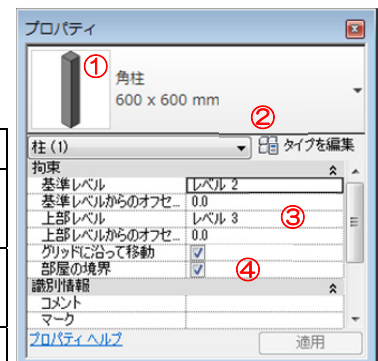 プロパティ
①
角柱
600 x 600 mm
②
柱 (1)
タイプを編集
拘束
基準レベル レベル 2
基準レベルからのオフセ... 0.0
上部レベル レベル 3
③
上部レベルからのオフセ... 0.0
グリッドに沿って移動
部屋の境界
④
識別情報
コメント
マーク
プロパティ ヘルプ
適用